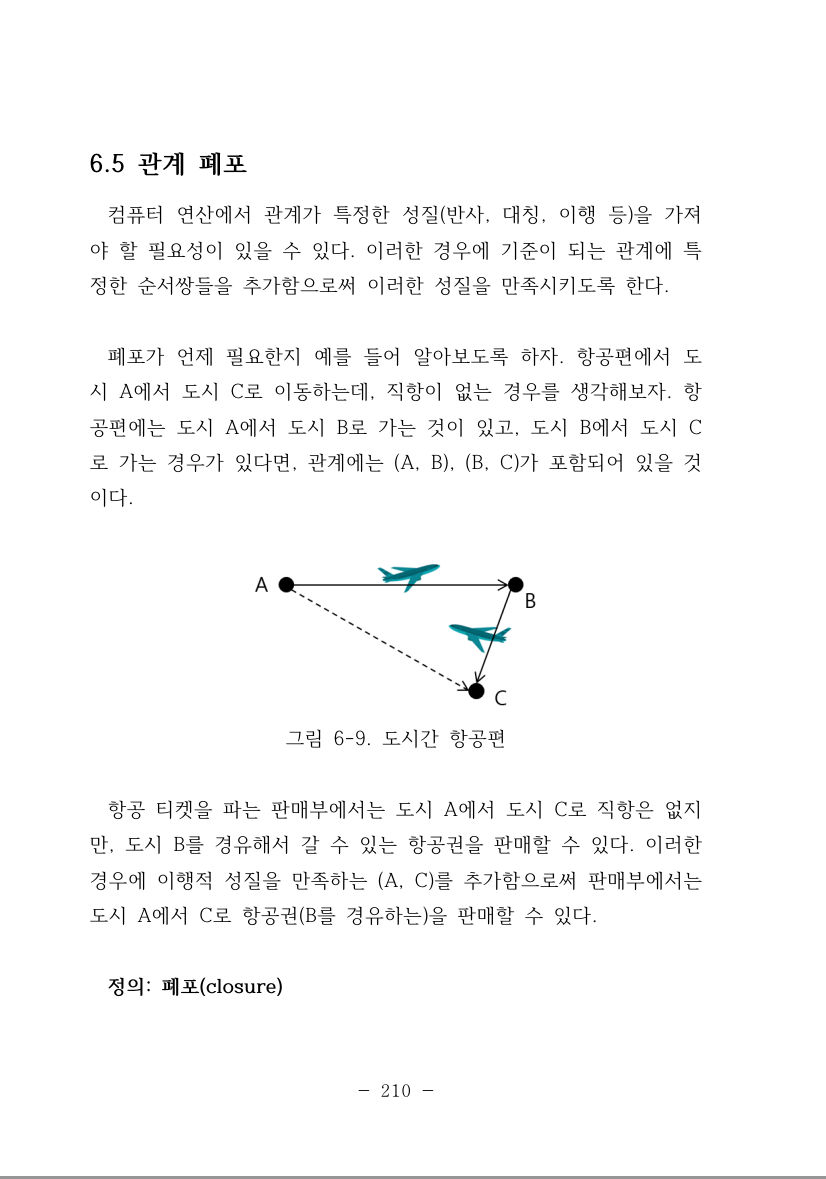 6.5 관계 폐포
컴퓨터 연산에서 관계가 특정한 성질(반사, 대칭, 이행 등)을 가져
야 할 필요성이 있을 수 있다. 이러한 경우에 기준이 되는 관계에 특
정한 순서쌍들을 추가함으로써 이러한 성질을 만족시키도록 한다.
폐포가 언제 필요한지 예를 들어 알아보도록 하자. 항공편에서 도
시 A에서 도시 C로 이동하는데, 직항이 없는 경우를 생각해보자. 항
공편에는 도시 A에서 도시 B로 가는 것이 있고, 도시 B에서 도시 C
로 가는 경우가 있다면, 관계에는 (A, B), (B, C)가 포함되어 있을 것
이다.
A
B
C
그림 6-9. 도시간 항공편
항공 티켓을 파는 판매부에서는 도시 A에서 도시 C로 직항은 없지
만, 도시 B를 경유해서 갈 수 있는 항공권을 판매할 수 있다. 이러한
경우에 이행적 성질을 만족하는 (A, C)를 추가함으로써 판매부에서는
도시 A에서 C로 항공권(B를 경유하는)을 판매할 수 있다.
정의: 폐포(closure)
- 210 -